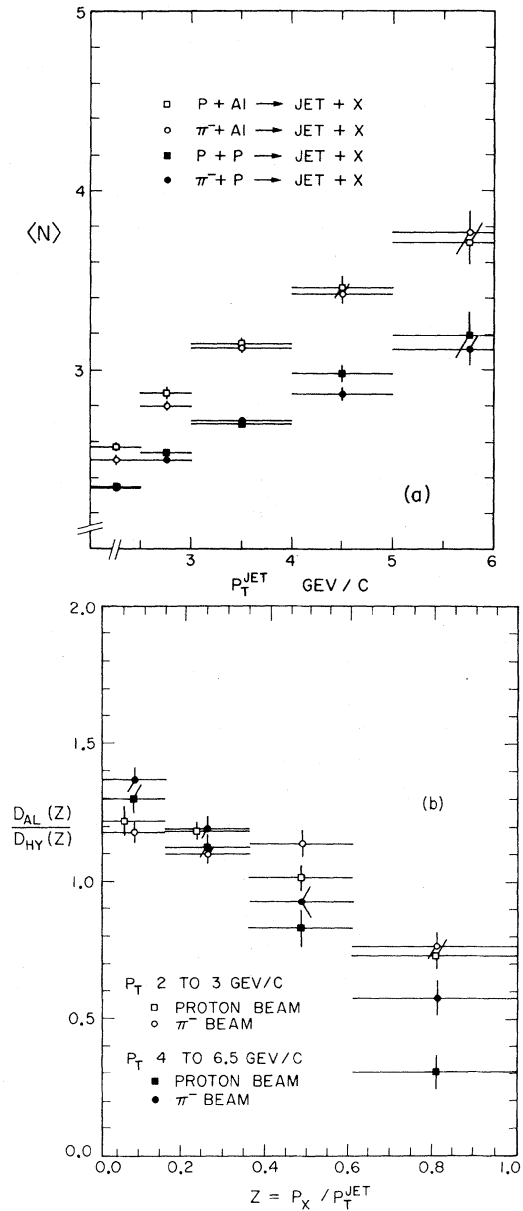 5
□ P + Al → JET + X
○ π⁻ + Al → JET + X
■ P + P → JET + X
● π⁻ + P → JET + X
4
⟨N⟩
3
(a)
3 4 5 6
P_T^JET GEV / C
2.0
1.5
(b)
D_AL (Z) / D_HY (Z)
1.0
P_T 2 TO 3 GEV/C
□ PROTON BEAM
○ π⁻ BEAM
0.5
P_T 4 TO 6.5 GEV/C
■ PROTON BEAM
● π⁻ BEAM
0.0
0.0 0.2 0.4 0.6 0.8 1.0
Z = P_X / P_T^JET